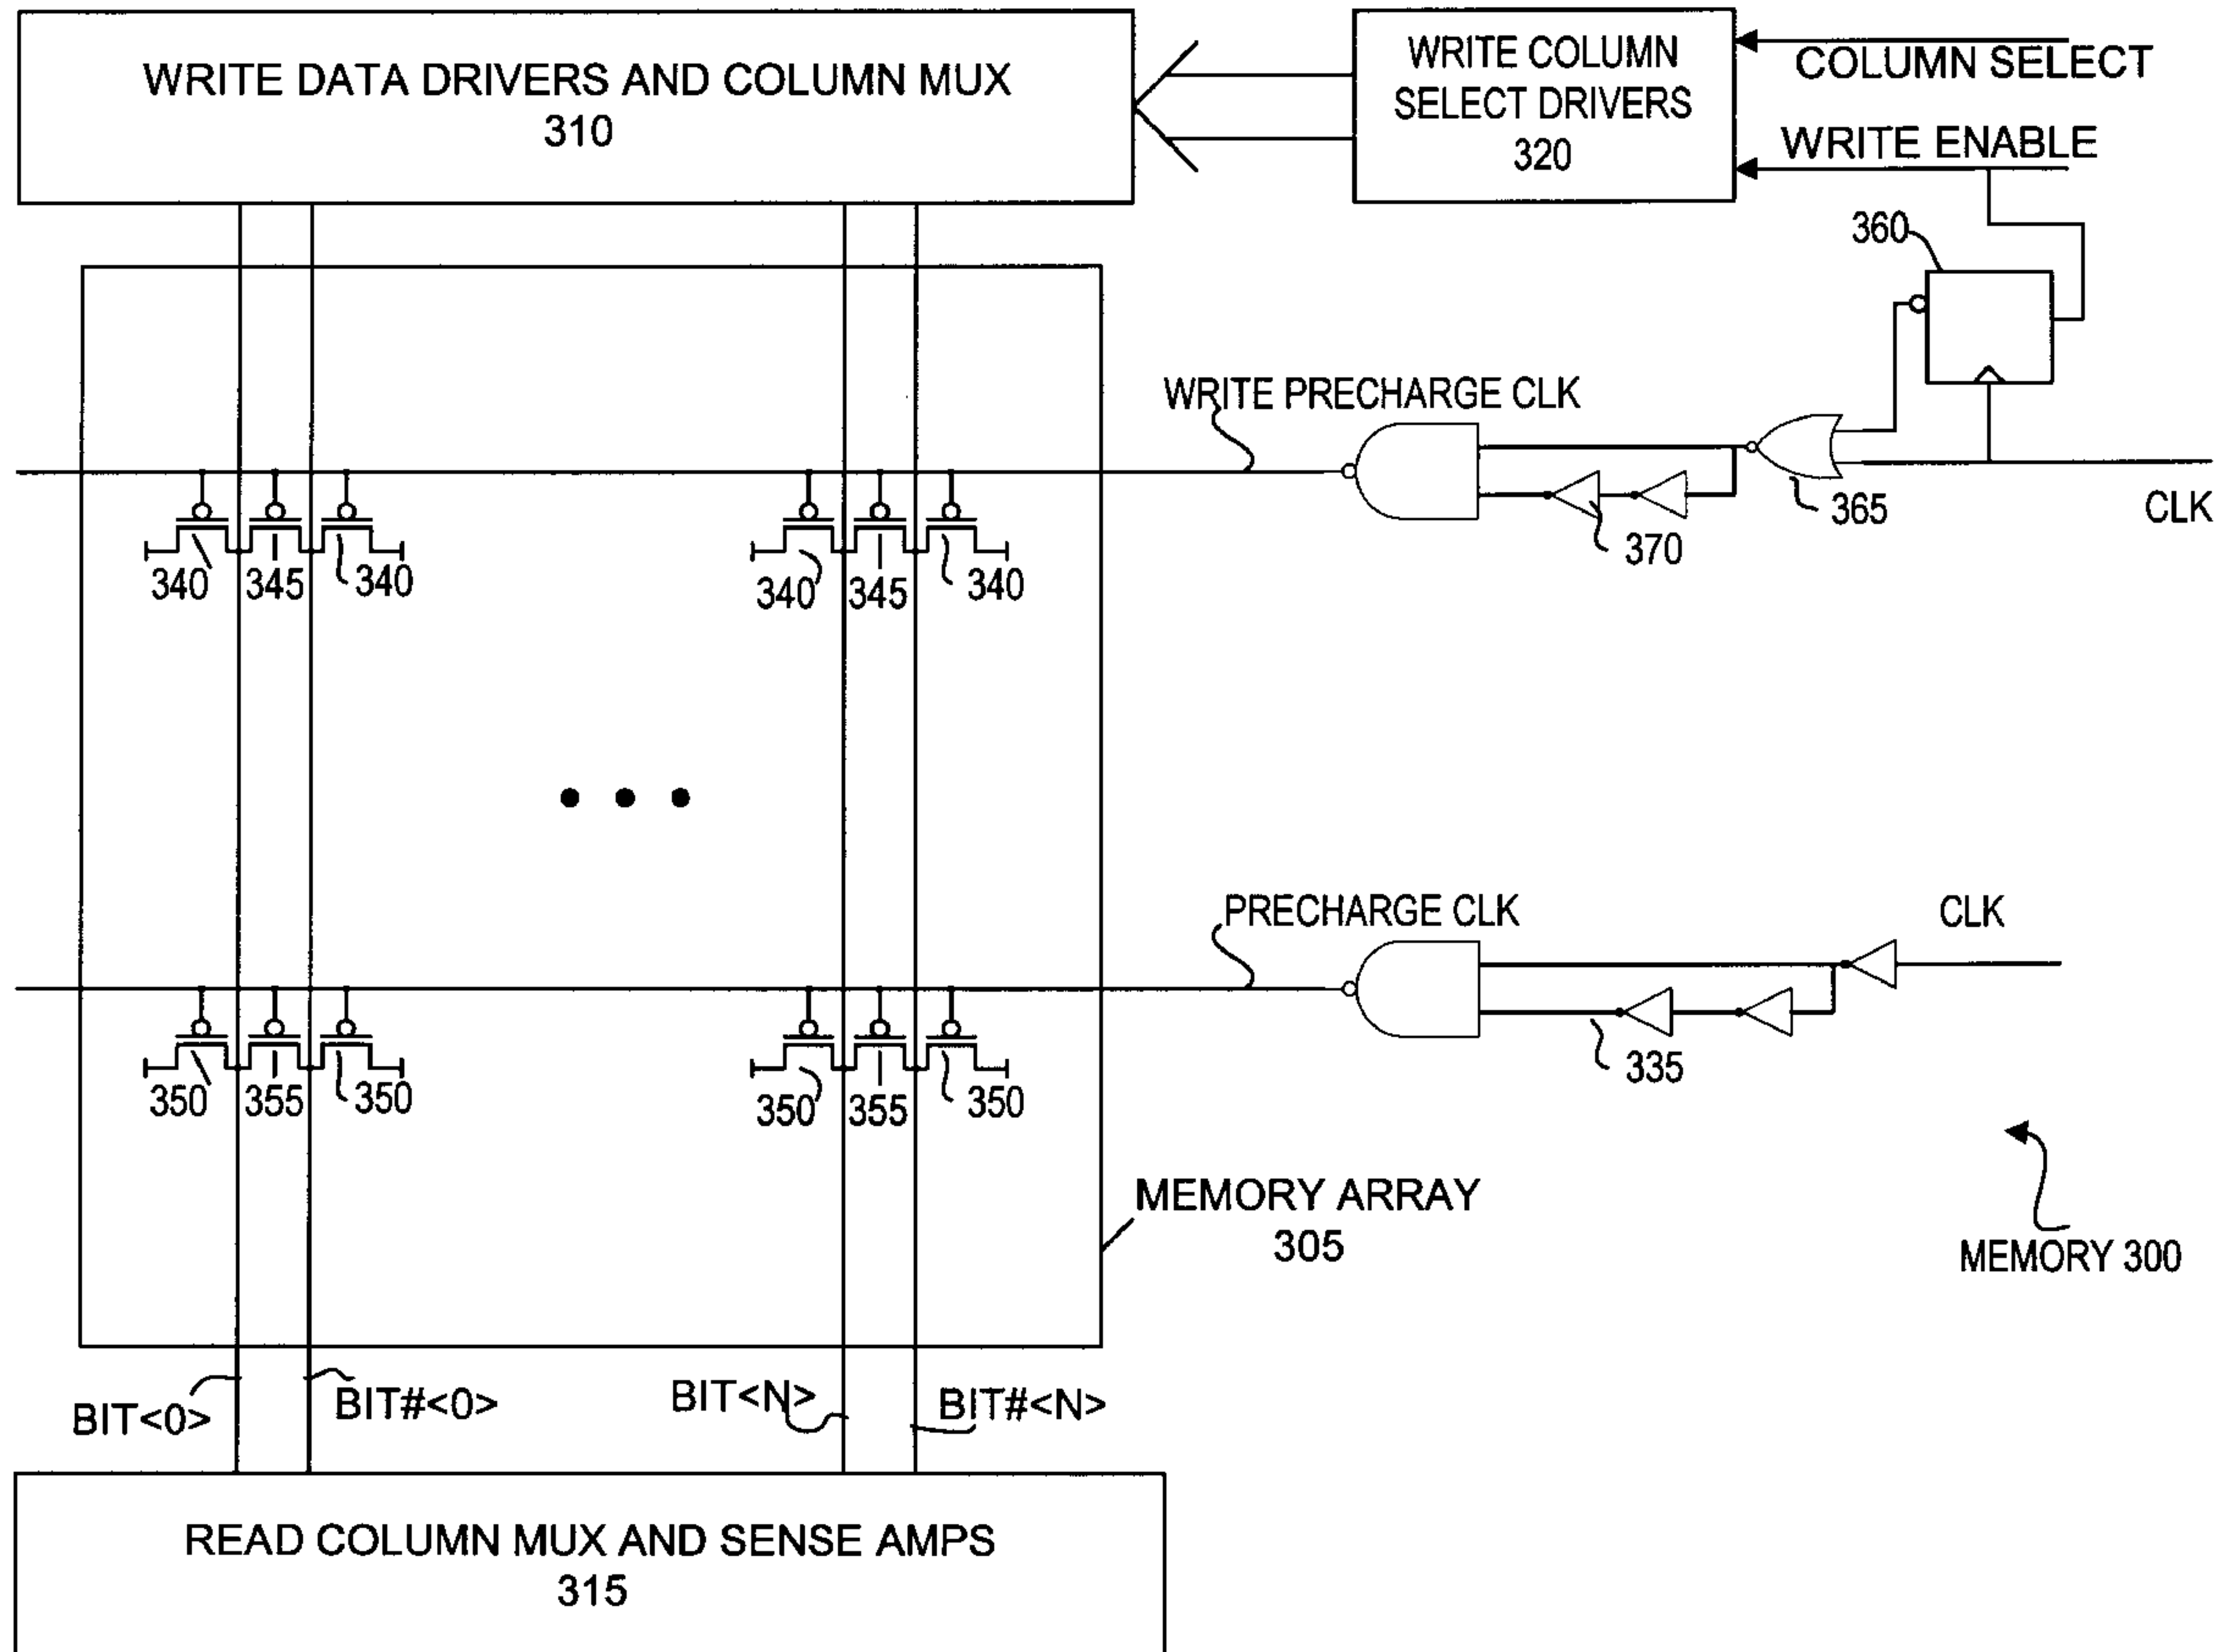 WRITE DATA DRIVERS AND COLUMN MUX
310
WRITE COLUMN
SELECT DRIVERS
320
COLUMN SELECT
WRITE ENABLE
360
WRITE PRECHARGE CLK
365
CLK
370
340 345 340
340 345 340
PRECHARGE CLK
CLK
335
350 355 350
350 355 350
MEMORY ARRAY
305
MEMORY 300
BIT<0>
BIT#<0>
BIT<N>
BIT#<N>
READ COLUMN MUX AND SENSE AMPS
315